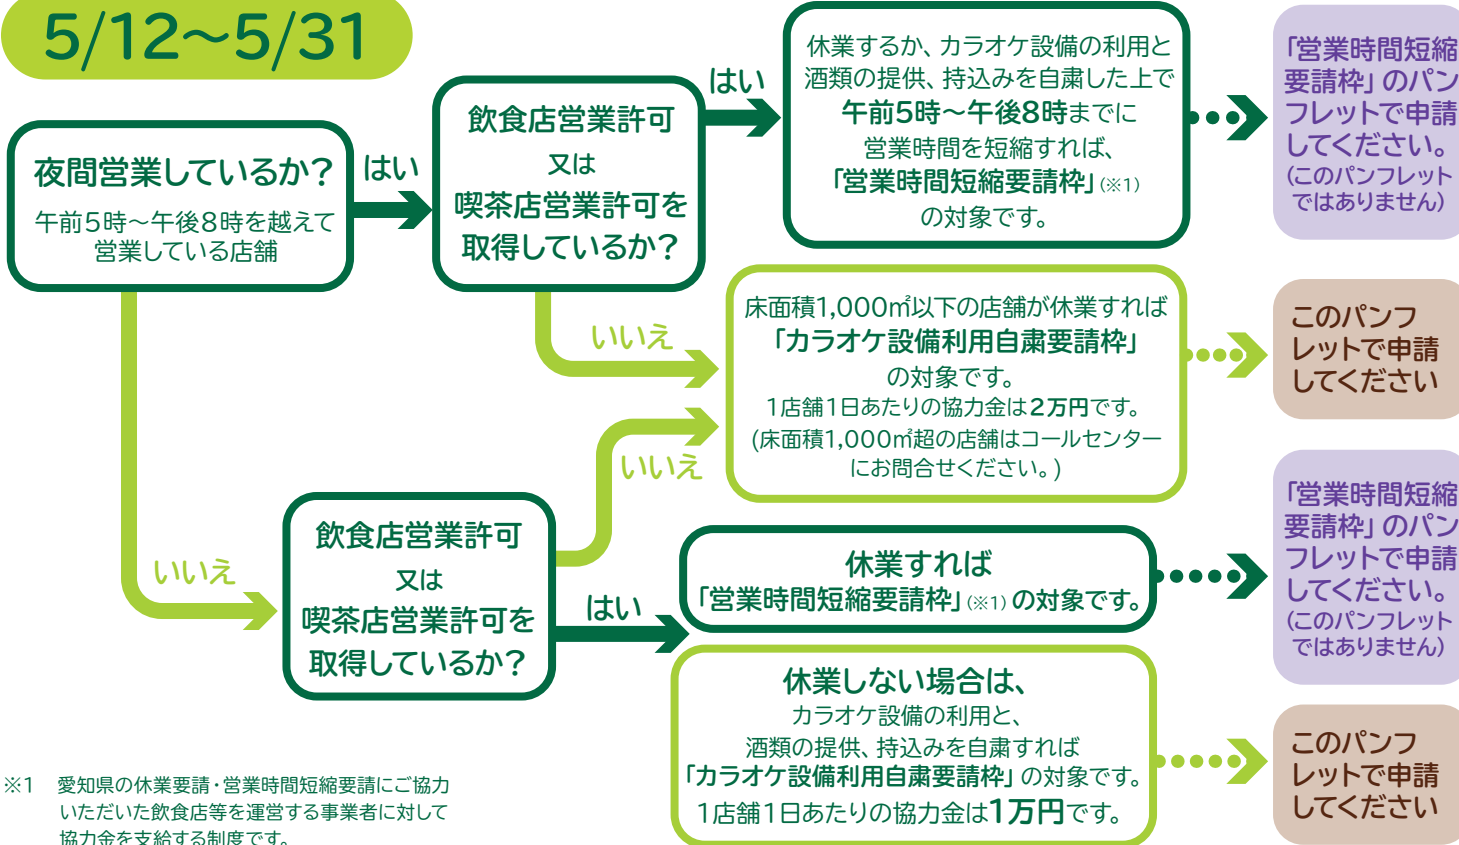 5/12～5/31
夜間営業しているか？
午前5時～午後8時を越えて
営業している店舗
はい
飲食店営業許可
又は
喫茶店営業許可を
取得しているか？
はい
休業するか、カラオケ設備の利用と
酒類の提供、持込みを自粛した上で
午前5時～午後8時までに
営業時間を短縮すれば、
「営業時間短縮要請枠」(※1)
の対象です。
「営業時間短縮
要請枠」のパン
フレットで申請
してください。
(このパンフレット
ではありません)
いいえ
床面積1,000㎡以下の店舗が休業すれば
「カラオケ設備利用自粛要請枠」
の対象です。
1店舗1日あたりの協力金は2万円です。
(床面積1,000㎡超の店舗はコールセンター
にお問合せください。)
このパンフ
レットで申請
してください
いいえ
いいえ
飲食店営業許可
又は
喫茶店営業許可を
取得しているか？
はい
休業すれば
「営業時間短縮要請枠」(※1)の対象です。
「営業時間短縮
要請枠」のパン
フレットで申請
してください。
(このパンフレット
ではありません)
休業しない場合は、
カラオケ設備の利用と、
酒類の提供、持込みを自粛すれば
「カラオケ設備利用自粛要請枠」の対象です。
1店舗1日あたりの協力金は1万円です。
このパンフ
レットで申請
してください
※1 愛知県の休業要請・営業時間短縮要請にご協力
いただいた飲食店等を運営する事業者に対して
協力金を支給する制度です。